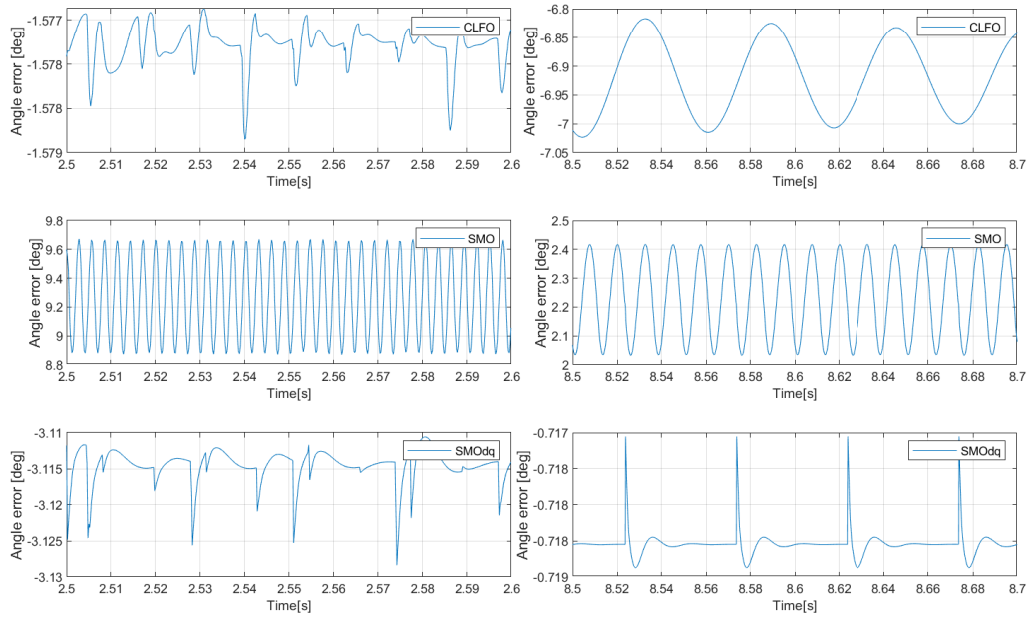 -1.577
-1.578
-1.578
-1.579
Angle error [deg]
CLFO
2.5 2.51 2.52 2.53 2.54 2.55 2.56 2.57 2.58 2.59 2.6
Time[s]
-6.8
-6.85
-6.9
-6.95
-7
-7.05
Angle error [deg]
CLFO
8.5 8.52 8.54 8.56 8.58 8.6 8.62 8.64 8.66 8.68 8.7
Time[s]
9.8
9.6
9.4
9.2
9
8.8
Angle error [deg]
SMO
2.5 2.51 2.52 2.53 2.54 2.55 2.56 2.57 2.58 2.59 2.6
Time[s]
2.5
2.4
2.3
2.2
2.1
2
Angle error [deg]
SMO
8.5 8.52 8.54 8.56 8.58 8.6 8.62 8.64 8.66 8.68 8.7
Time[s]
-3.11
-3.115
-3.12
-3.125
-3.13
Angle error [deg]
SMOdq
2.5 2.51 2.52 2.53 2.54 2.55 2.56 2.57 2.58 2.59 2.6
Time[s]
-0.717
-0.718
-0.718
-0.719
Angle error [deg]
SMOdq
8.5 8.52 8.54 8.56 8.58 8.6 8.62 8.64 8.66 8.68 8.7
Time[s]